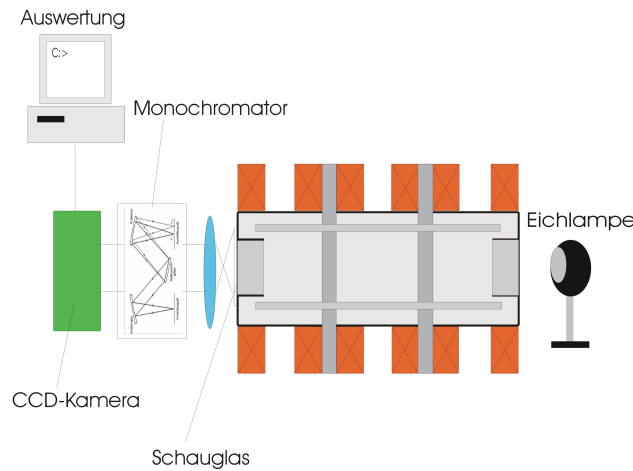 Auswertung
C:>
Monochromator
Eichlampe
CCD-Kamera
Schauglas